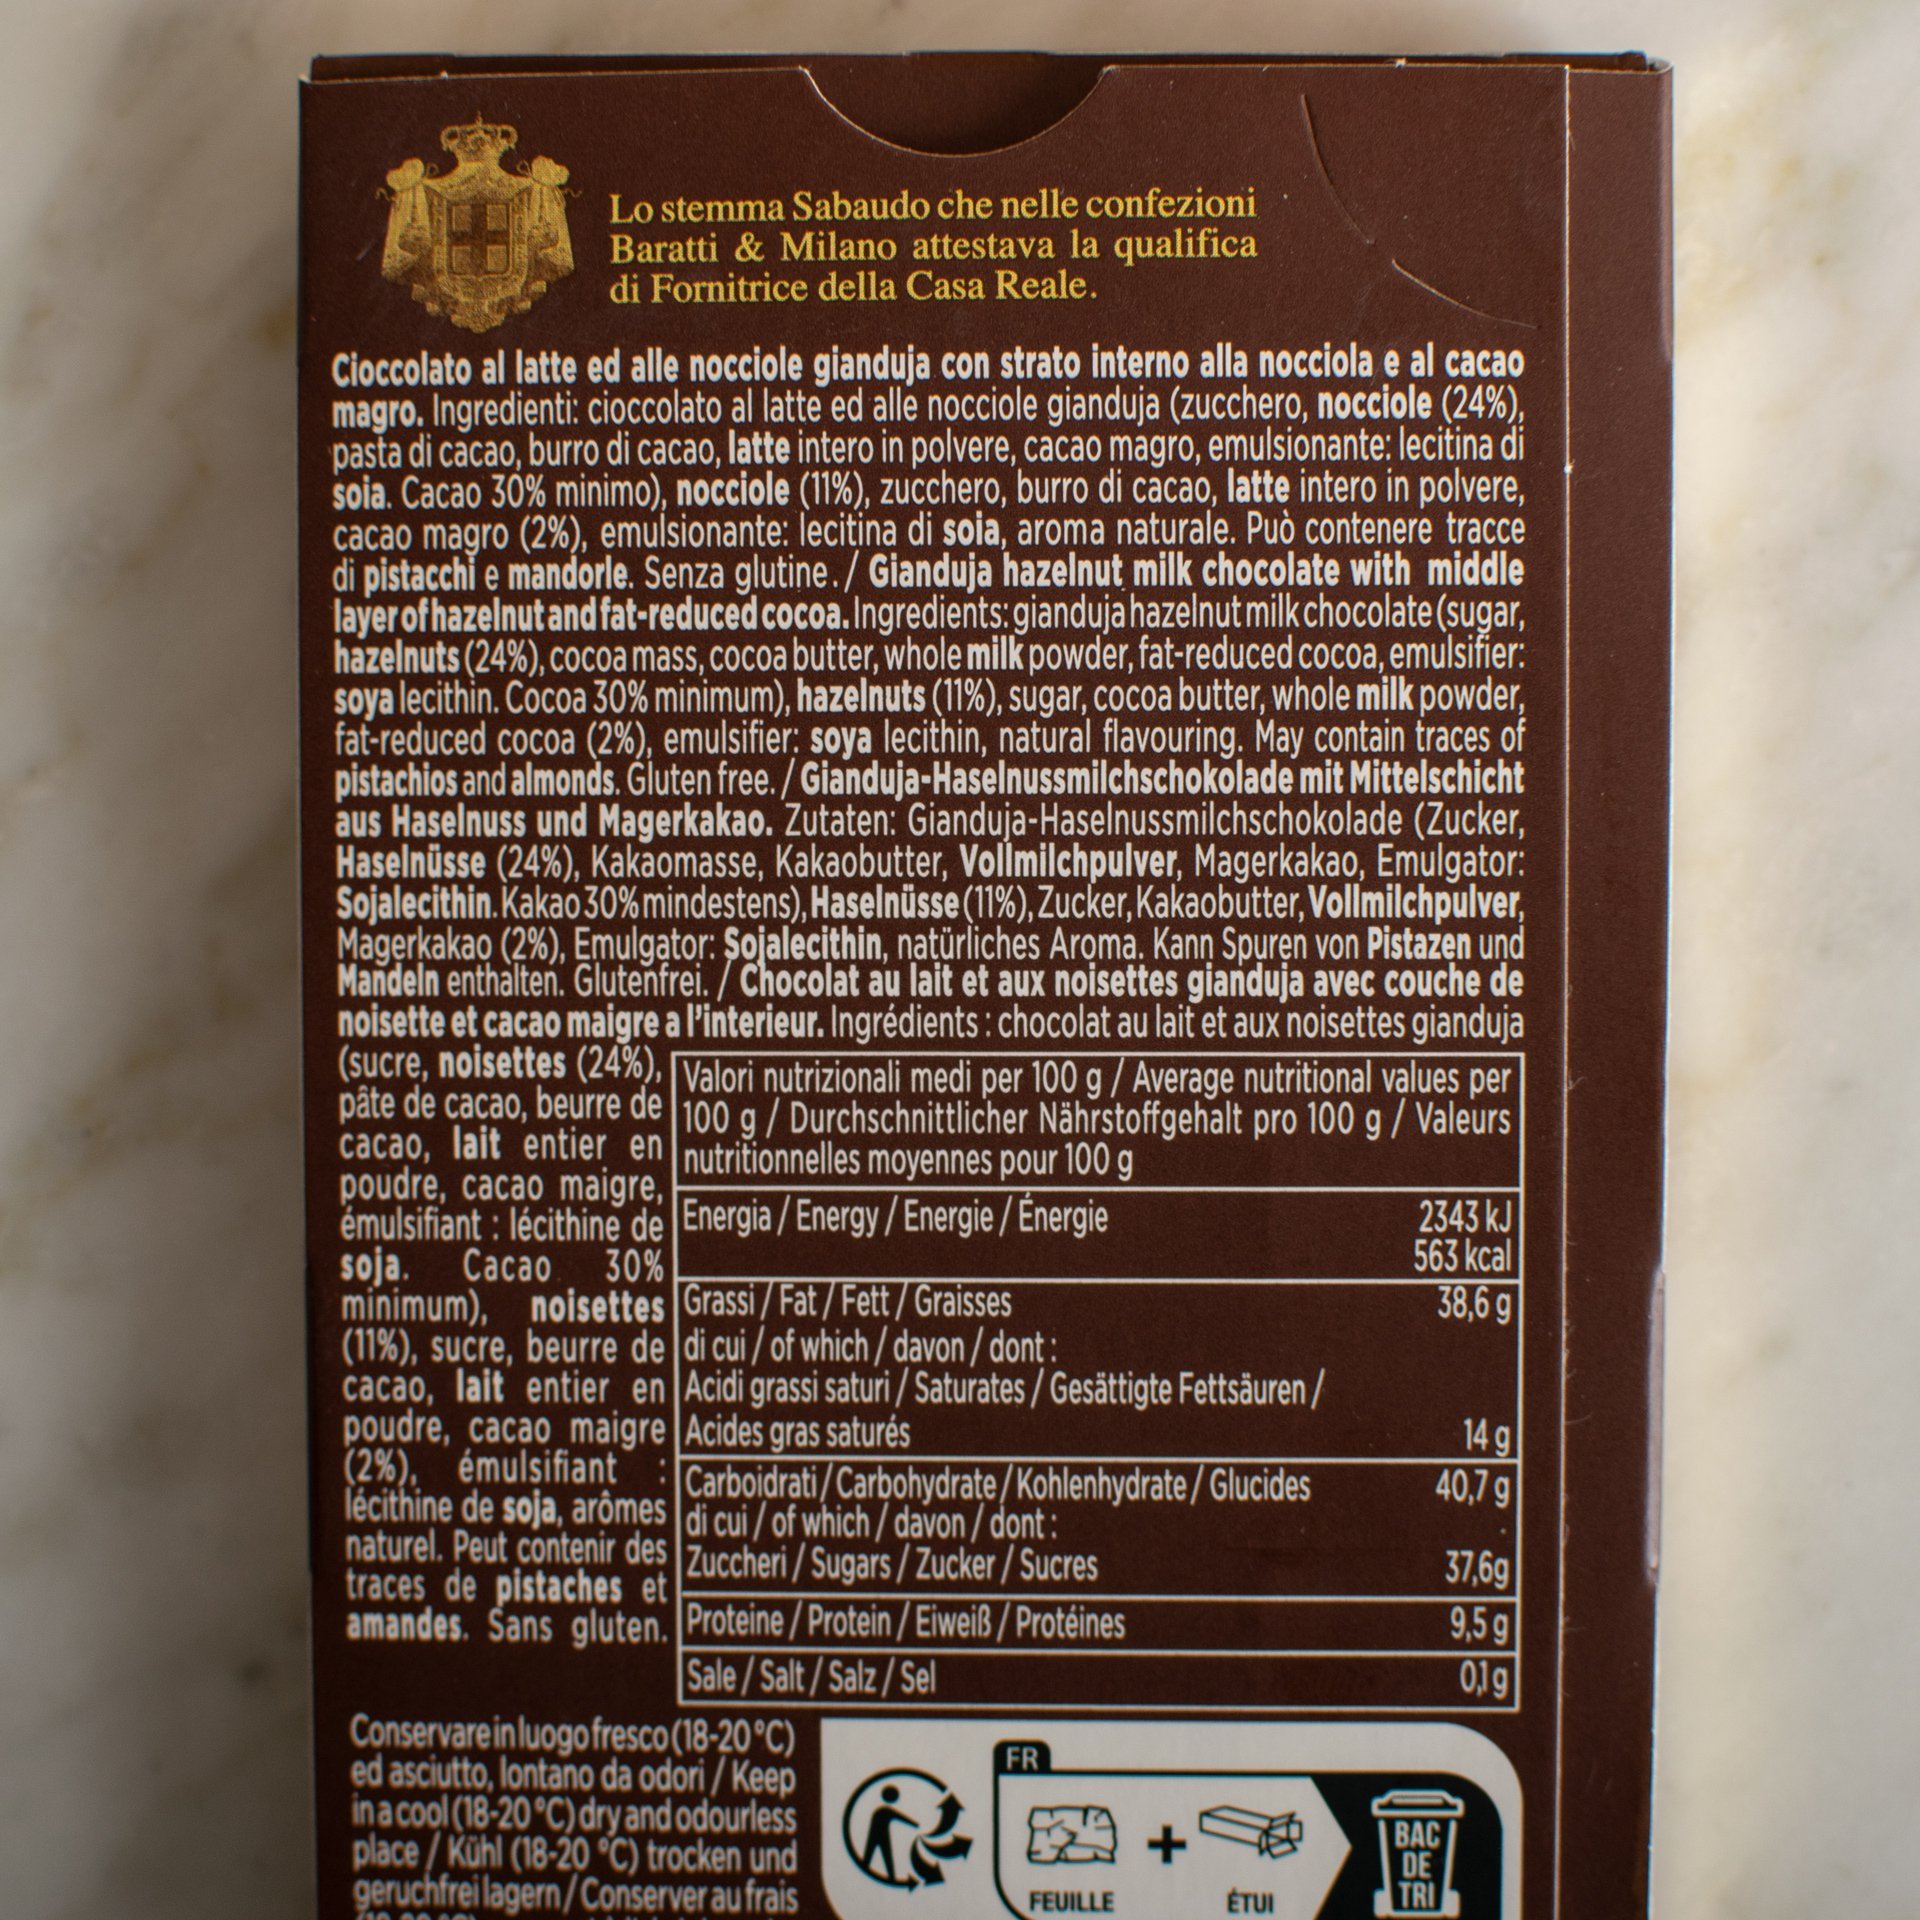 Lo stemma Sabaudo che nelle confezioni
Baratti & Milano attestava la qualifica
di Fornitrice della Casa Reale.
Cioccolato al latte ed alle nocciole gianduja con strato interno alla nocciola e al cacao
magro. Ingredienti: cioccolato al latte ed alle nocciole gianduja (zucchero, nocciole (24%),
pasta di cacao, burro di cacao, latte intero in polvere, cacao magro, emulsionante: lecitina di
soia. Cacao 30% minimo), nocciole (11%), zucchero, burro di cacao, latte intero in polvere,
cacao magro (2%), emulsionante: lecitina di soia, aroma naturale. Può contenere tracce
di pistacchi e mandorle. Senza glutine. / Gianduja hazelnut milk chocolate with middle
layer of hazelnut and fat-reduced cocoa. Ingredients: gianduja hazelnut milk chocolate (sugar,
hazelnuts (24%), cocoa mass, cocoa butter, whole milk powder, fat-reduced cocoa, emulsifier:
soya lecithin. Cocoa 30% minimum), hazelnuts (11%), sugar, cocoa butter, whole milk powder,
fat-reduced cocoa (2%), emulsifier: soya lecithin, natural flavouring. May contain traces of
pistachios and almonds. Gluten free. / Gianduja-Haselnussmilchschokolade mit Mittelschicht
aus Haselnuss und Magerkakao. Zutaten: Gianduja-Haselnussmilchschokolade (Zucker,
Haselnüsse (24%), Kakaomasse, Kakaobutter, Vollmilchpulver, Magerkakao, Emulgator:
Sojalecithin. Kakao 30% mindestens), Haselnüsse (11%), Zucker, Kakaobutter, Vollmilchpulver,
Magerkakao (2%), Emulgator: Sojalecithin, natürliches Aroma. Kann Spuren von Pistazen und
Mandeln enthalten. Glutenfrei. / Chocolat au lait et aux noisettes gianduja avec couche de
noisette et cacao maigre a l'interieur. Ingrédients : chocolat au lait et aux noisettes gianduja
(sucre, noisettes (24%),
pâte de cacao, beurre de
cacao, lait entier en
poudre, cacao maigre,
émulsifiant : lécithine de
soja. Cacao 30%
minimum), noisettes
(11%), sucre, beurre de
cacao, lait entier en
poudre, cacao maigre
(2%), émulsifiant :
lécithine de soja, arômes
naturel. Peut contenir des
traces de pistaches et
amandes. Sans gluten.
Valori nutrizionali medi per 100 g / Average nutritional values per
100 g / Durchschnittlicher Nährstoffgehalt pro 100 g / Valeurs
nutritionnelles moyennes pour 100 g
Energia / Energy / Energie / Énergie 2343 kJ
563 kcal
Grassi / Fat / Fett / Graisses 38,6 g
di cui / of which / davon / dont :
Acidi grassi saturi / Saturates / Gesättigte Fettsäuren /
Acides gras saturés 14 g
Carboidrati / Carbohydrate / Kohlenhydrate / Glucides 40,7 g
di cui / of which / davon / dont :
Zuccheri / Sugars / Zucker / Sucres 37,6g
Proteine / Protein / Eiweiß / Protéines 9,5 g
Sale / Salt / Salz / Sel 0,1 g
Conservare in luogo fresco (18-20 °C)
ed asciutto, lontano da odori / Keep
in a cool (18-20 °C) dry and odourless
place / Kühl (18-20 °C) trocken und
geruchfrei lagern / Conserver au frais
FR
FEUILLE
+
ÉTUI
BAC
DE
TRI